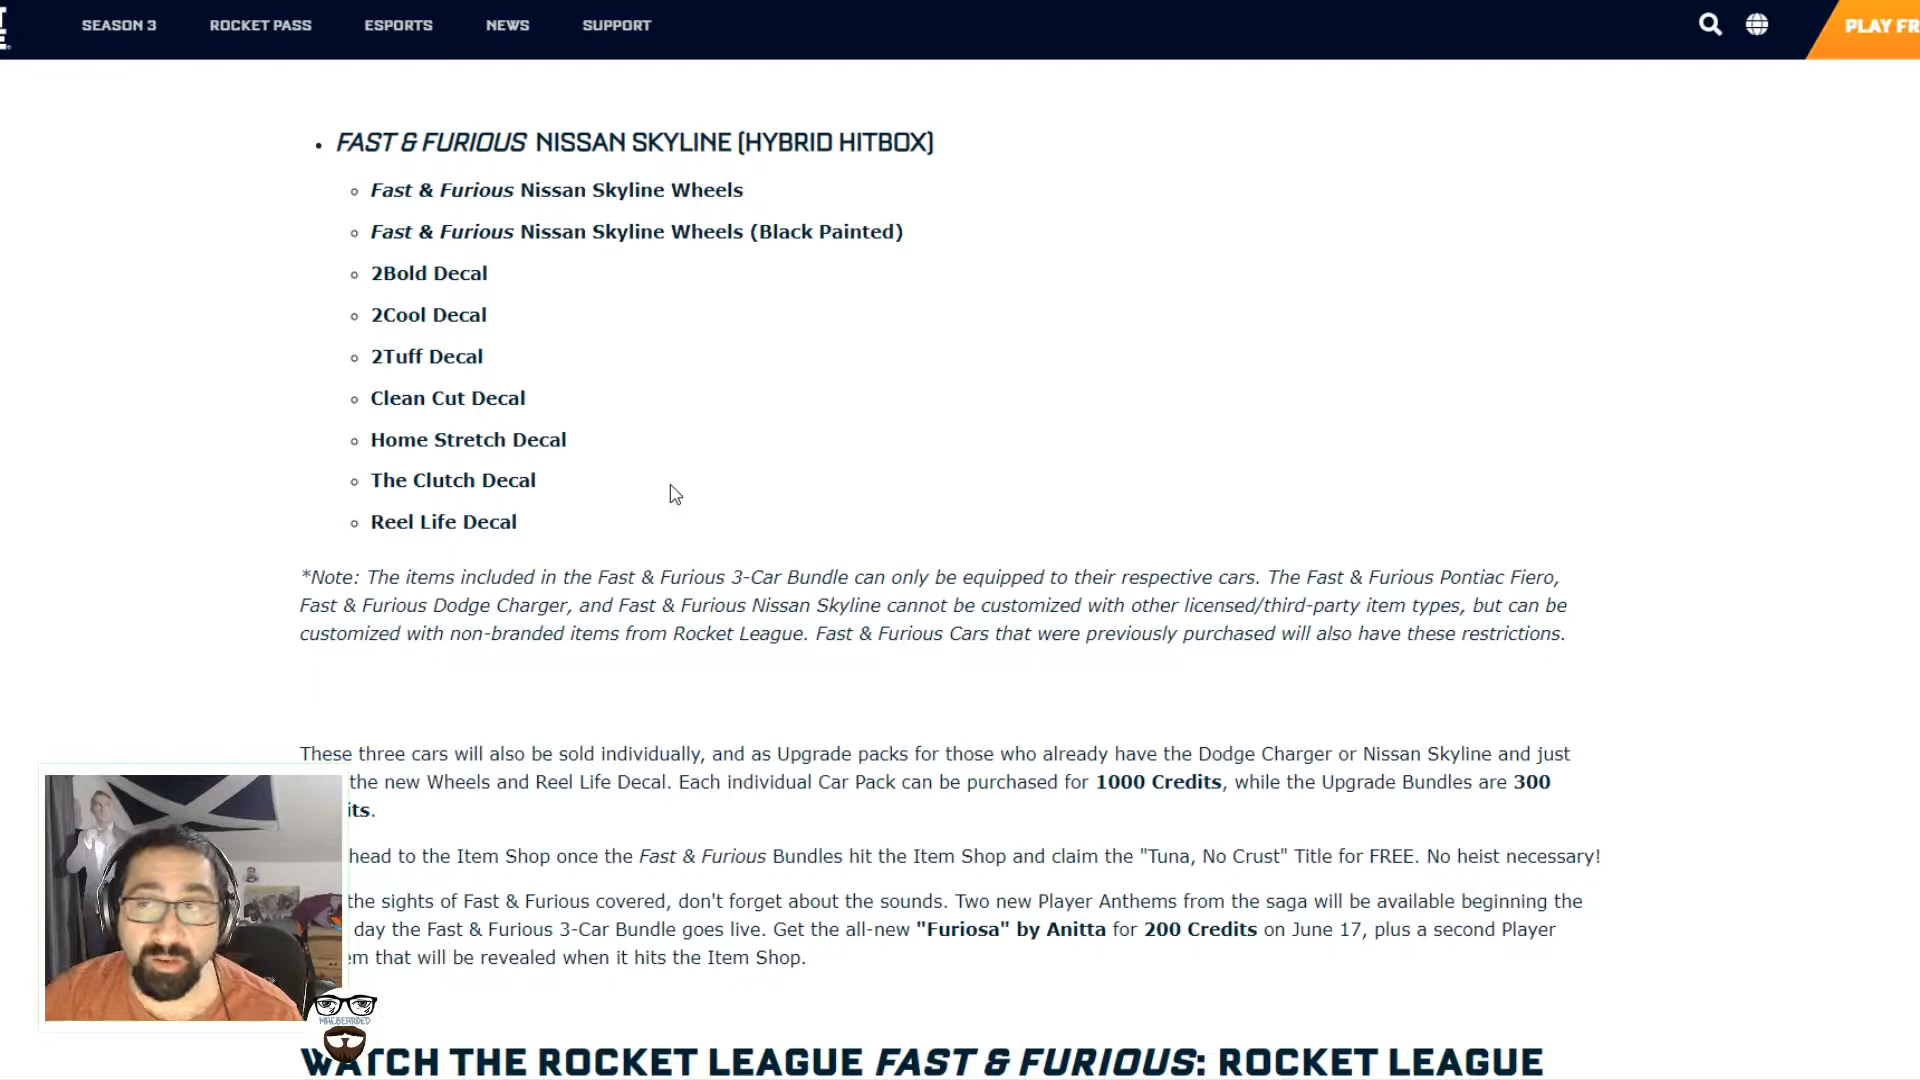 SEASON 3 ROCKET PASS ESPORTS NEWS SUPPORT PLAY FR
FAST & FURIOUS NISSAN SKYLINE (HYBRID HITBOX)
Fast & Furious Nissan Skyline Wheels
Fast & Furious Nissan Skyline Wheels (Black Painted)
2Bold Decal
2Cool Decal
2Tuff Decal
Clean Cut Decal
Home Stretch Decal
The Clutch Decal
Reel Life Decal
*Note: The items included in the Fast & Furious 3-Car Bundle can only be equipped to their respective cars. The Fast & Furious Pontiac Fiero,
Fast & Furious Dodge Charger, and Fast & Furious Nissan Skyline cannot be customized with other licensed/third-party item types, but can be
customized with non-branded items from Rocket League. Fast & Furious Cars that were previously purchased will also have these restrictions.
These three cars will also be sold individually, and as Upgrade packs for those who already have the Dodge Charger or Nissan Skyline and just
the new Wheels and Reel Life Decal. Each individual Car Pack can be purchased for 1000 Credits, while the Upgrade Bundles are 300
its.
head to the Item Shop once the Fast & Furious Bundles hit the Item Shop and claim the "Tuna, No Crust" Title for FREE. No heist necessary!
the sights of Fast & Furious covered, don't forget about the sounds. Two new Player Anthems from the saga will be available beginning the
day the Fast & Furious 3-Car Bundle goes live. Get the all-new "Furiosa" by Anitta for 200 Credits on June 17, plus a second Player
em that will be revealed when it hits the Item Shop.
MACBEARDED
WATCH THE ROCKET LEAGUE FAST & FURIOUS: ROCKET LEAGUE